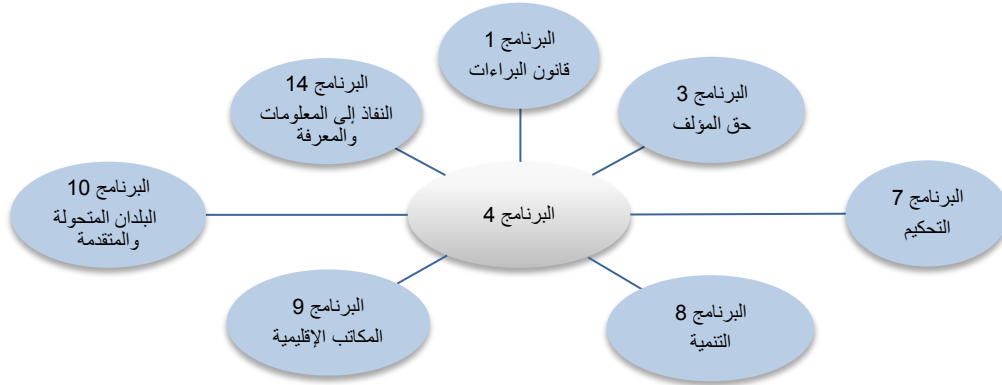 البرنامج 1
قانون البراءات
البرنامج 3
حق المؤلف
البرنامج 14
النفاذ إلى المعلومات
والمعرفة
البرنامج 7
التحكيم
البرنامج 4
البرنامج 10
البلدان المتحولة
والمتقدمة
البرنامج 8
التنمية
البرنامج 9
المكاتب الإقليمية